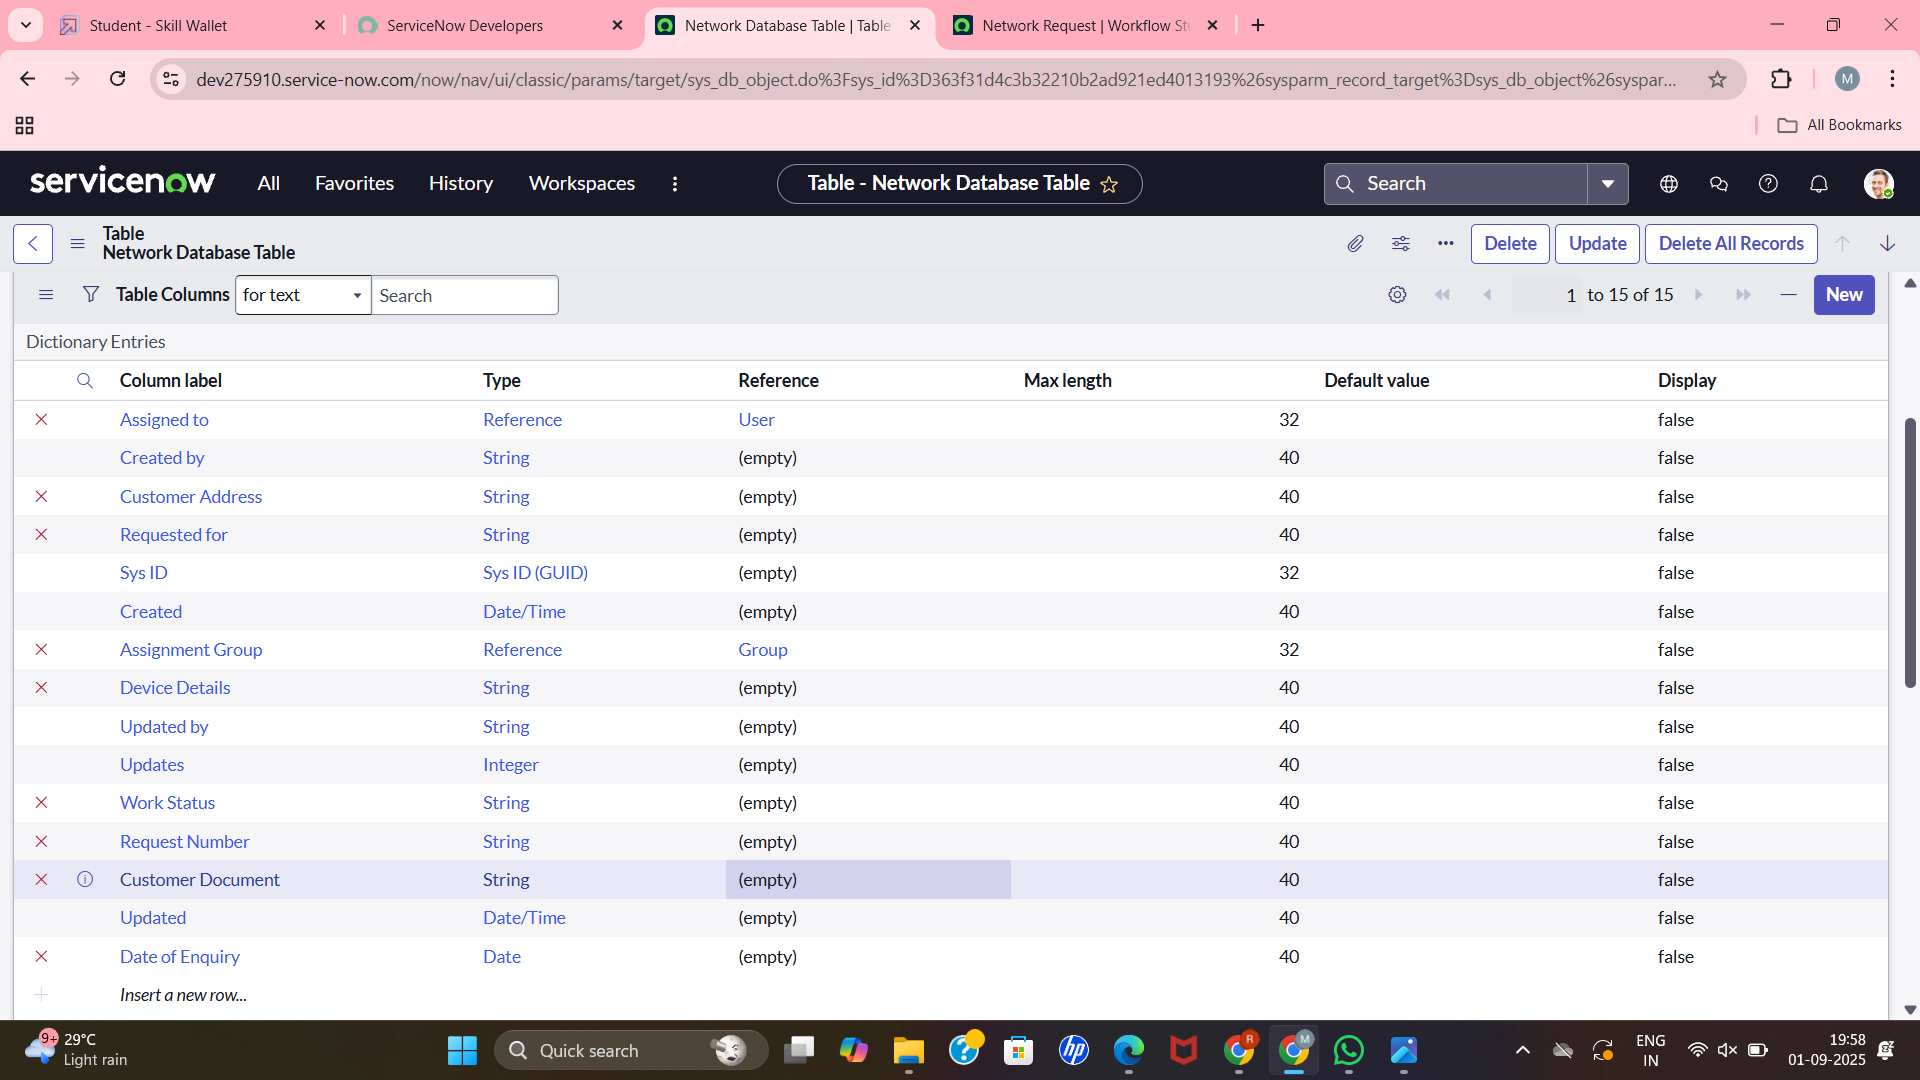 Student - Skill Wallet
ServiceNow Developers
Network Database Table | Table
Network Request | Workflow St
dev275910.service-now.com/now/nav/ui/classic/params/target/sys_db_object.do%3Fsys_id%3D363f31d4c3b32210b2ad921ed4013193%26sysparm_record_target%3Dsys_db_object%26syspar...
M
All Bookmarks
servicenow
All
Favorites
History
Workspaces
Table - Network Database Table
Search
Table
Network Database Table
Delete
Update
Delete All Records
Table Columns
for text
Search
1 to 15 of 15
New
Dictionary Entries
Column label Type Reference Max length Default value Display
Assigned to Reference User 32 false
Created by String (empty) 40 false
Customer Address String (empty) 40 false
Requested for String (empty) 40 false
Sys ID Sys ID (GUID) (empty) 32 false
Created Date/Time (empty) 40 false
Assignment Group Reference Group 32 false
Device Details String (empty) 40 false
Updated by String (empty) 40 false
Updates Integer (empty) 40 false
Work Status String (empty) 40 false
Request Number String (empty) 40 false
Customer Document String (empty) 40 false
Updated Date/Time (empty) 40 false
Date of Enquiry Date (empty) 40 false
Insert a new row...
9+
29°C
Light rain
Quick search
hp
R
M
ENG
IN
19:58
01-09-2025